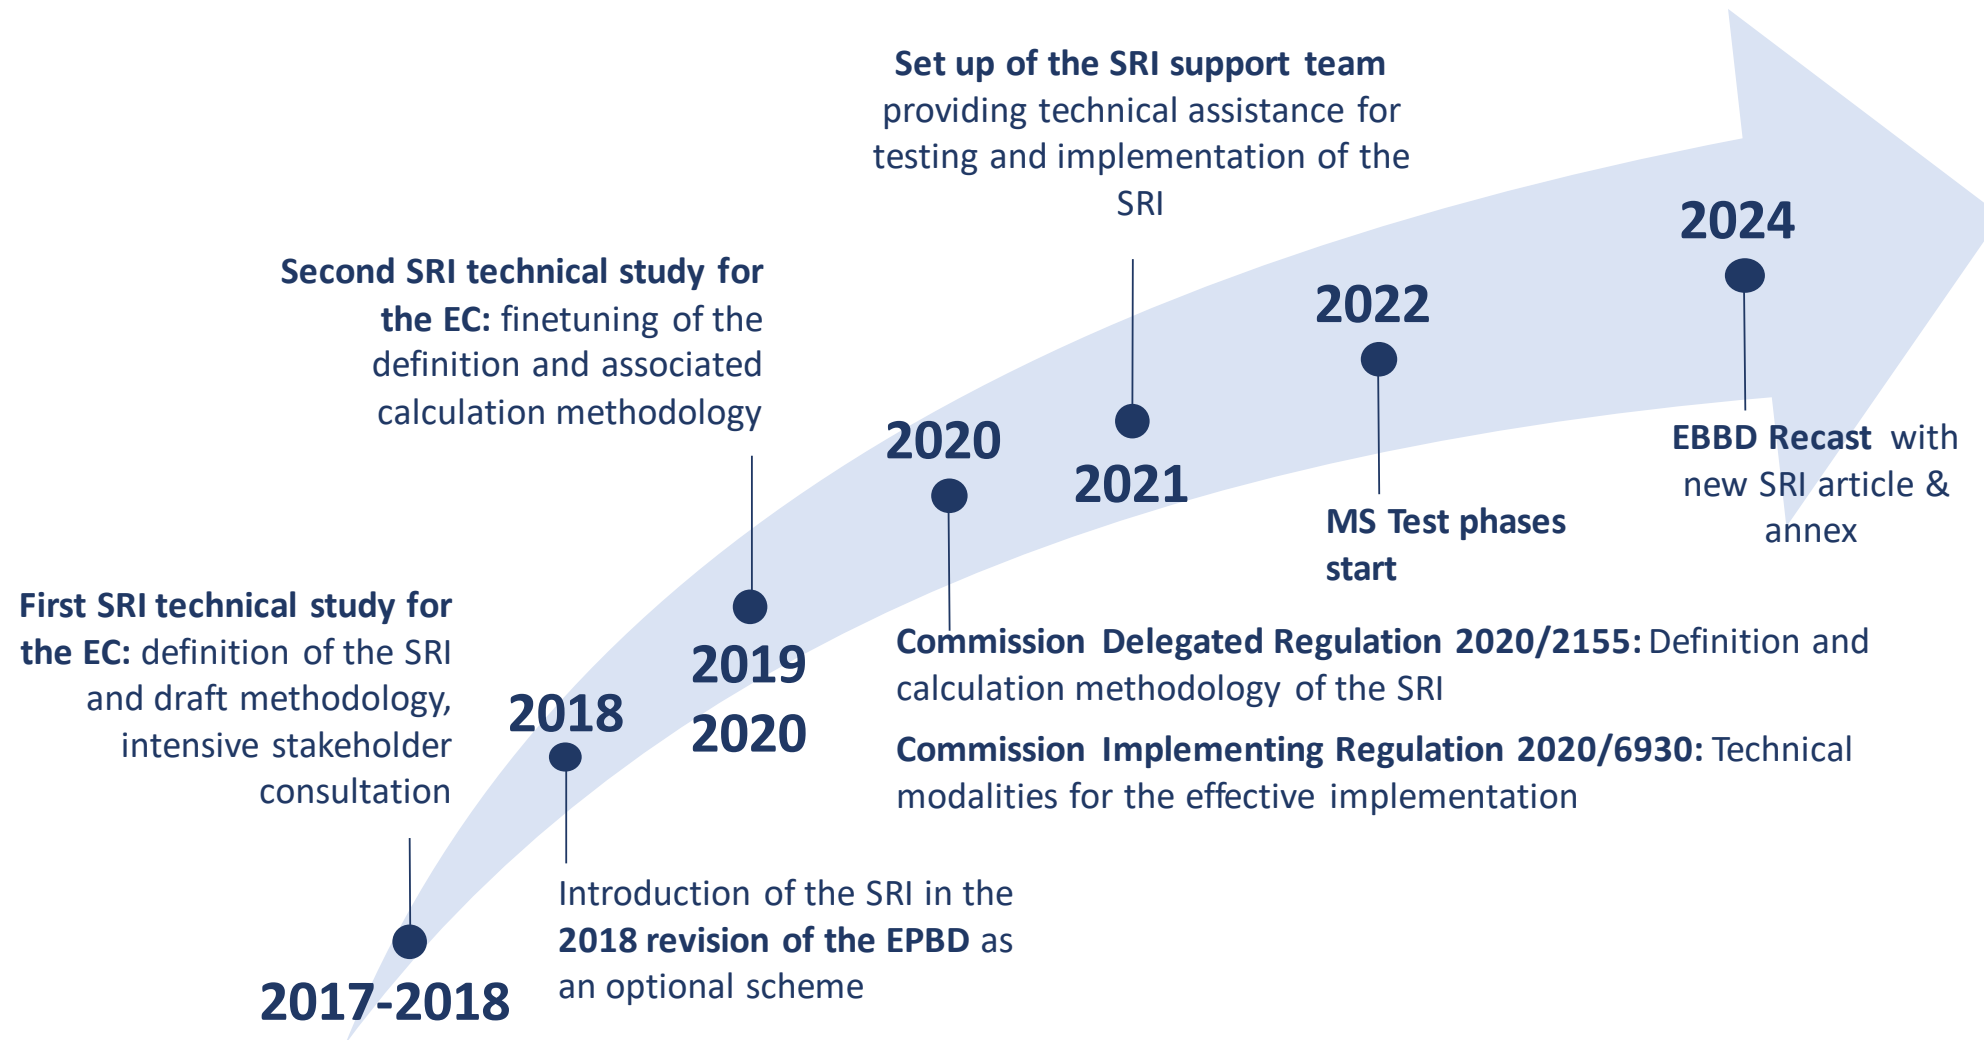 First SRI technical study for
the EC: definition of the SRI
and draft methodology,
intensive stakeholder
consultation
2017-2018
2018
Introduction of the SRI in the
2018 revision of the EPBD as
an optional scheme
Second SRI technical study for
the EC: finetuning of the
definition and associated
calculation methodology
2019
2020
2020
Commission Delegated Regulation 2020/2155: Definition and
calculation methodology of the SRI
Commission Implementing Regulation 2020/6930: Technical
modalities for the effective implementation
Set up of the SRI support team
providing technical assistance for
testing and implementation of the
SRI
2021
2022
MS Test phases
start
2024
EBBD Recast with
new SRI article &
annex